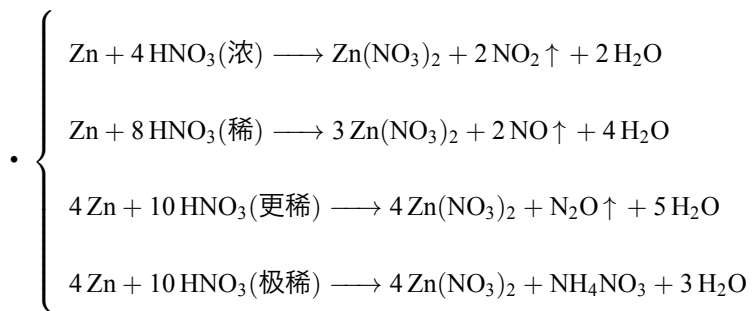 Zn + 4 HNO₃(浓) ⟶ Zn(NO₃)₂ + 2 NO₂↑ + 2 H₂O
Zn + 8 HNO₃(稀) ⟶ 3 Zn(NO₃)₂ + 2 NO↑ + 4 H₂O
4 Zn + 10 HNO₃(更稀) ⟶ 4 Zn(NO₃)₂ + N₂O↑ + 5 H₂O
4 Zn + 10 HNO₃(极稀) ⟶ 4 Zn(NO₃)₂ + NH₄NO₃ + 3 H₂O